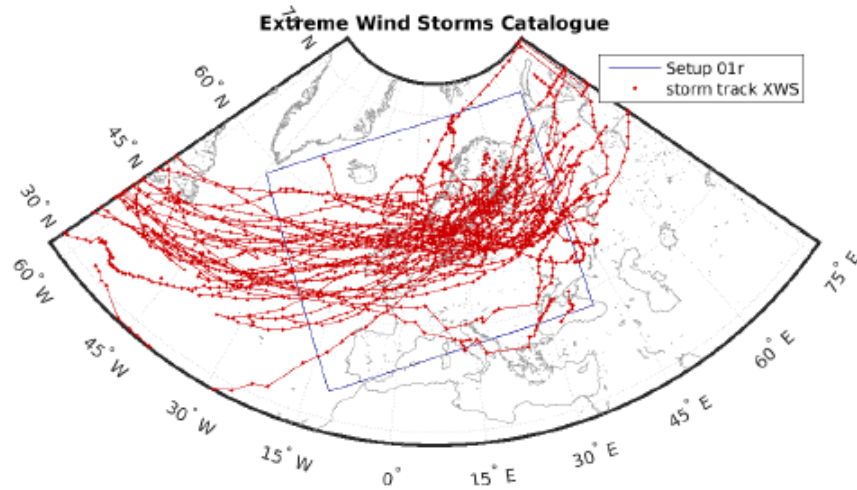 Extreme Wind Storms Catalogue
75° N
60° N
45° N
30° N
Setup 01r
storm track XWS
60° W
45° W
30° W
15° W
0°
15° E
30° E
45° E
60° E
75° E